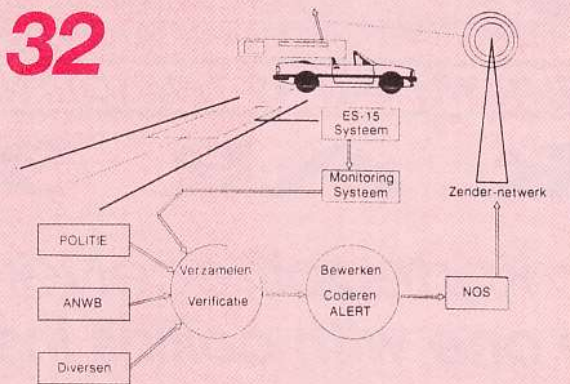 32
ES-15
Systeem
Monitoring
Systeem
Zender-netwerk
POLITIE
ANWB
Diversen
Verzamelen
Verificatie
Bewerken
Coderen
ALERT
NOS